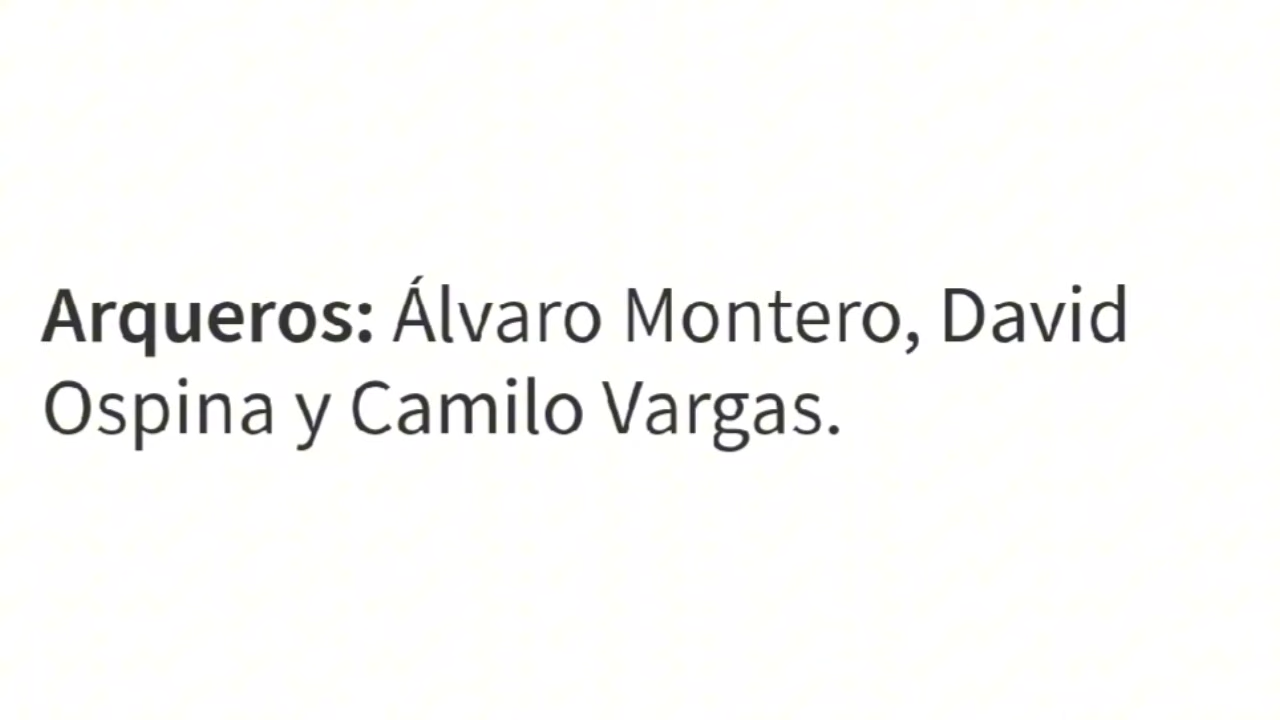 Arqueros: Álvaro Montero, David
Ospina y Camilo Vargas.